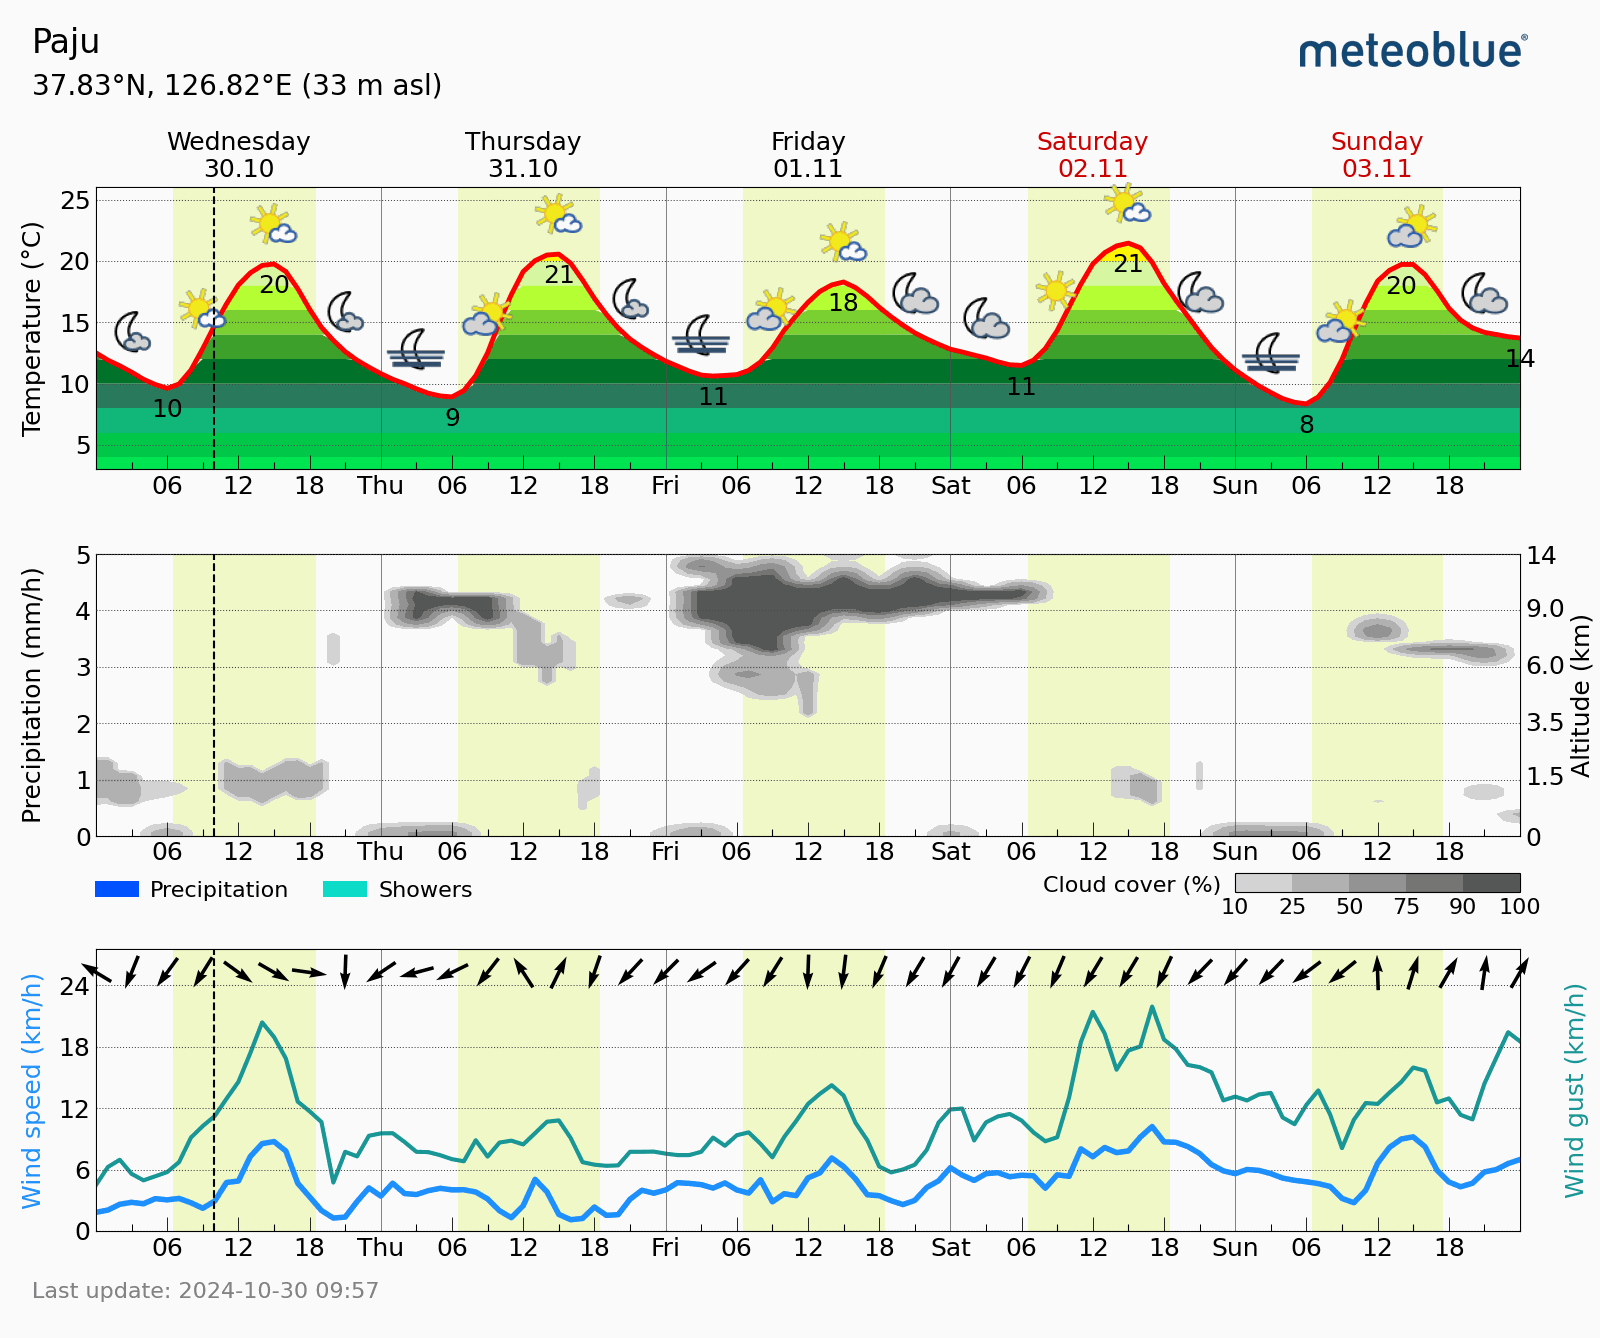 Paju
meteoblue®
37.83°N, 126.82°E (33 m asl)
Wednesday Thursday Friday Saturday Sunday
30.10 31.10 01.11 02.11 03.11
Temperature (°C)
25
20
15
10
5
20 21 18 21 20
10 9 11 11 8 14
06 12 18 Thu 06 12 18 Fri 06 12 18 Sat 06 12 18 Sun 06 12 18
Precipitation (mm/h)
5
4
3
2
1
0
14
9.0
6.0
3.5
1.5
0
Altitude (km)
06 12 18 Thu 06 12 18 Fri 06 12 18 Sat 06 12 18 Sun 06 12 18
Precipitation Showers
Cloud cover (%)
10 25 50 75 90 100
Wind speed (km/h)
24
18
12
6
0
Wind gust (km/h)
06 12 18 Thu 06 12 18 Fri 06 12 18 Sat 06 12 18 Sun 06 12 18
Last update: 2024-10-30 09:57